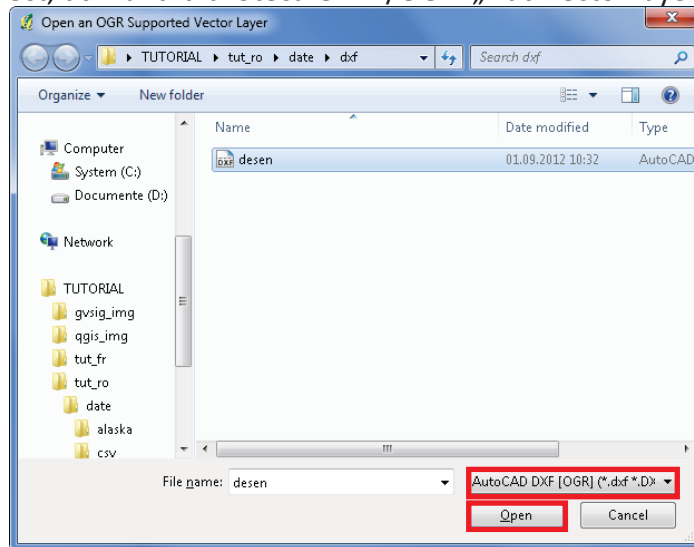 Open an OGR Supported Vector Layer
TUTORIAL tut_ro date dxf Search dxf
Organize New folder
Name Date modified Type
Computer
System (C:)
Documente (D:)
Network
TUTORIAL
gvsig_img
qgis_img
tut_fr
tut_ro
date
alaska
csv
desen 01.09.2012 10:32 AutoCAD
File name: desen AutoCAD DXF [OGR] (*.dxf *.DX
Open Cancel